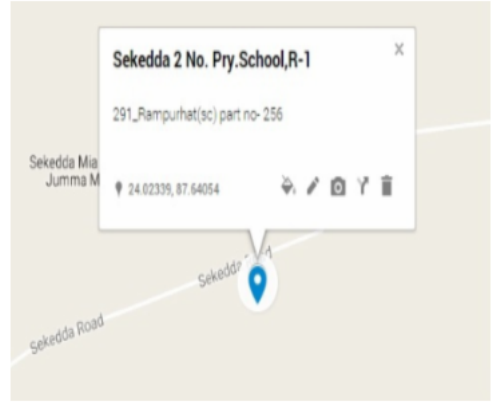 Sekedda 2 No. Pry.School,R-1
×
291_Rampurhat(sc) part no- 256
Sekedda Mia
Jumma M
24.02339, 87.64054
Sekedda
Sekedda Road